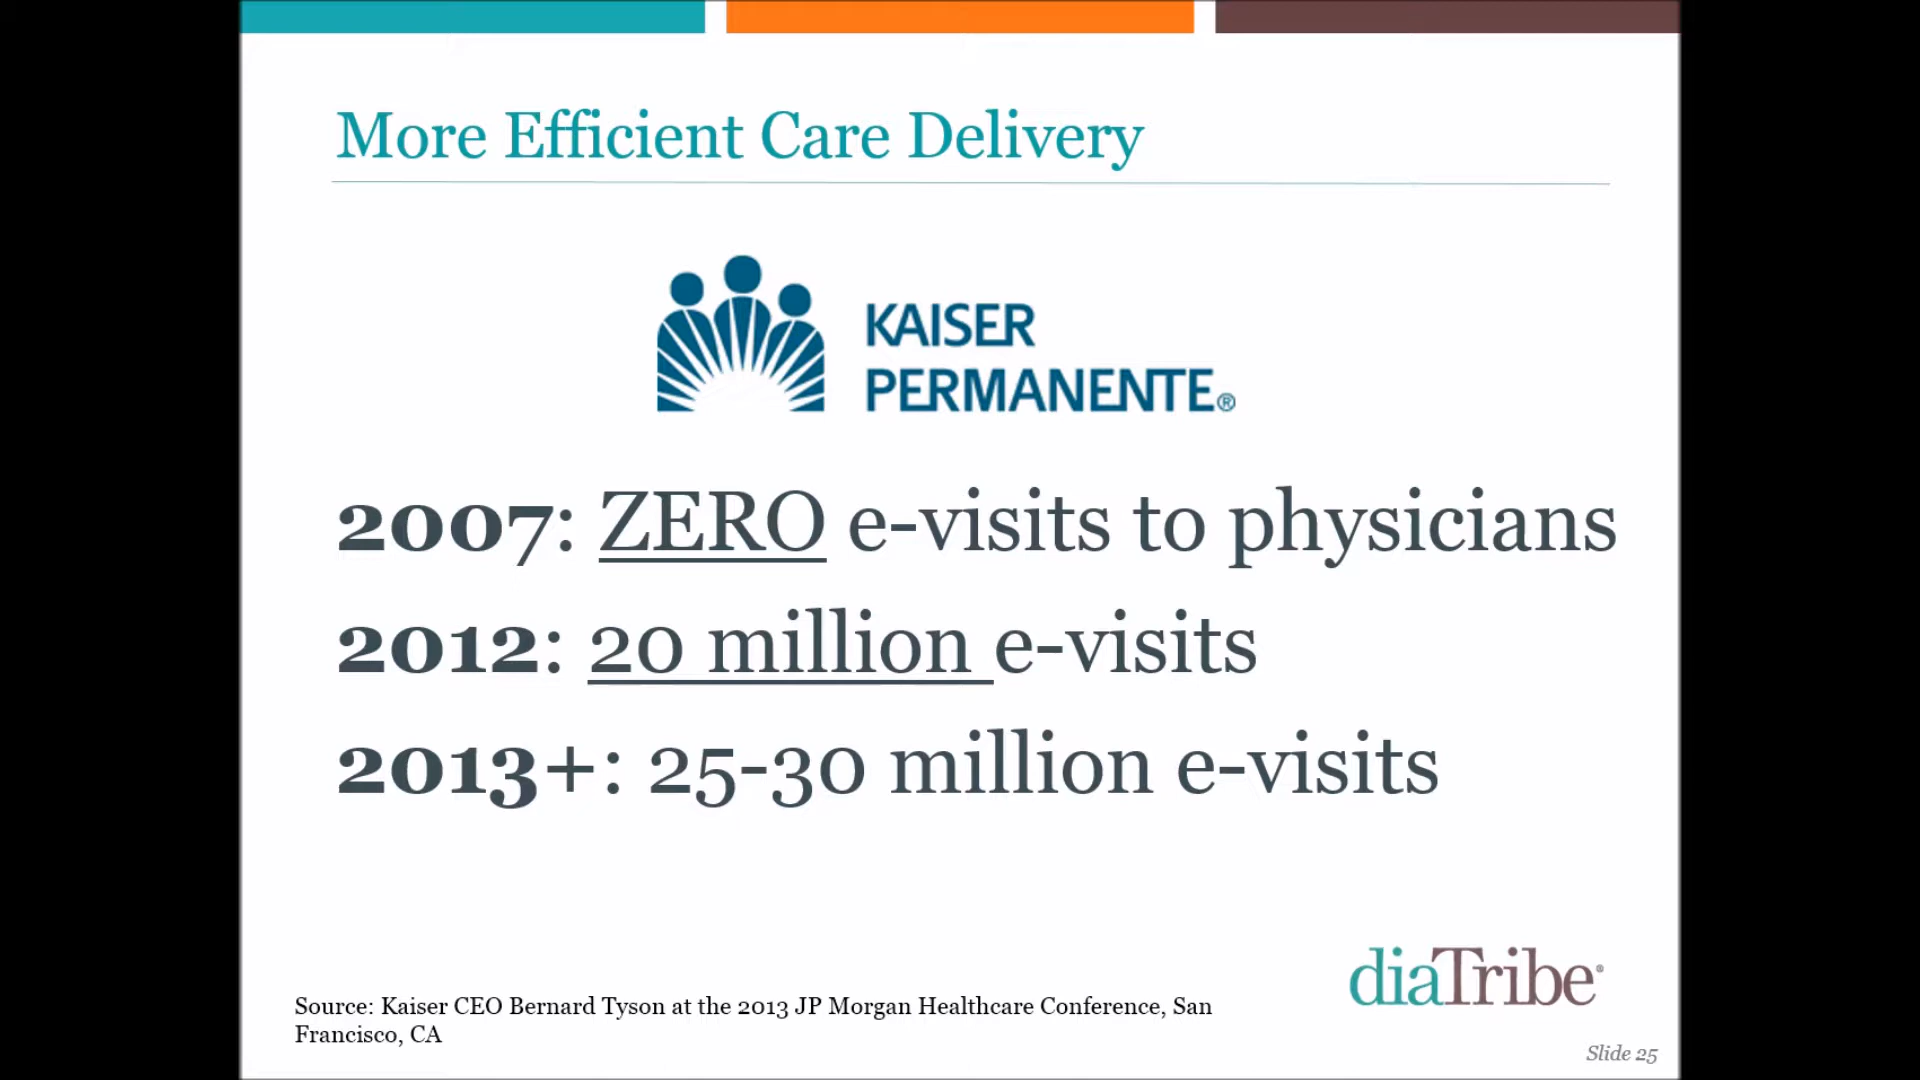 More Efficient Care Delivery
KAISER
PERMANENTE®
2007: ZERO e-visits to physicians
2012: 20 million e-visits
2013+: 25-30 million e-visits
diaTribe®
Source: Kaiser CEO Bernard Tyson at the 2013 JP Morgan Healthcare Conference, San
Francisco, CA
Slide 25